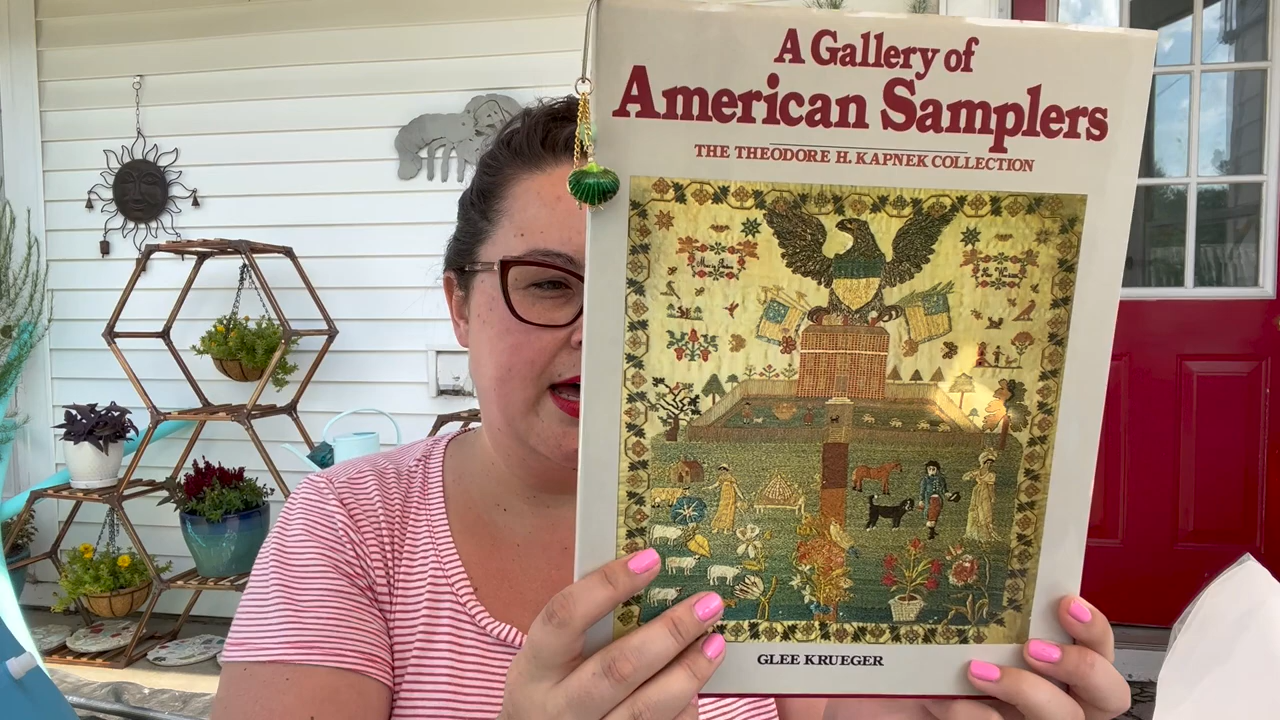 A Gallery of
American Samplers
THE THEODORE H. KAPNEK COLLECTION
GLEE KRUEGER